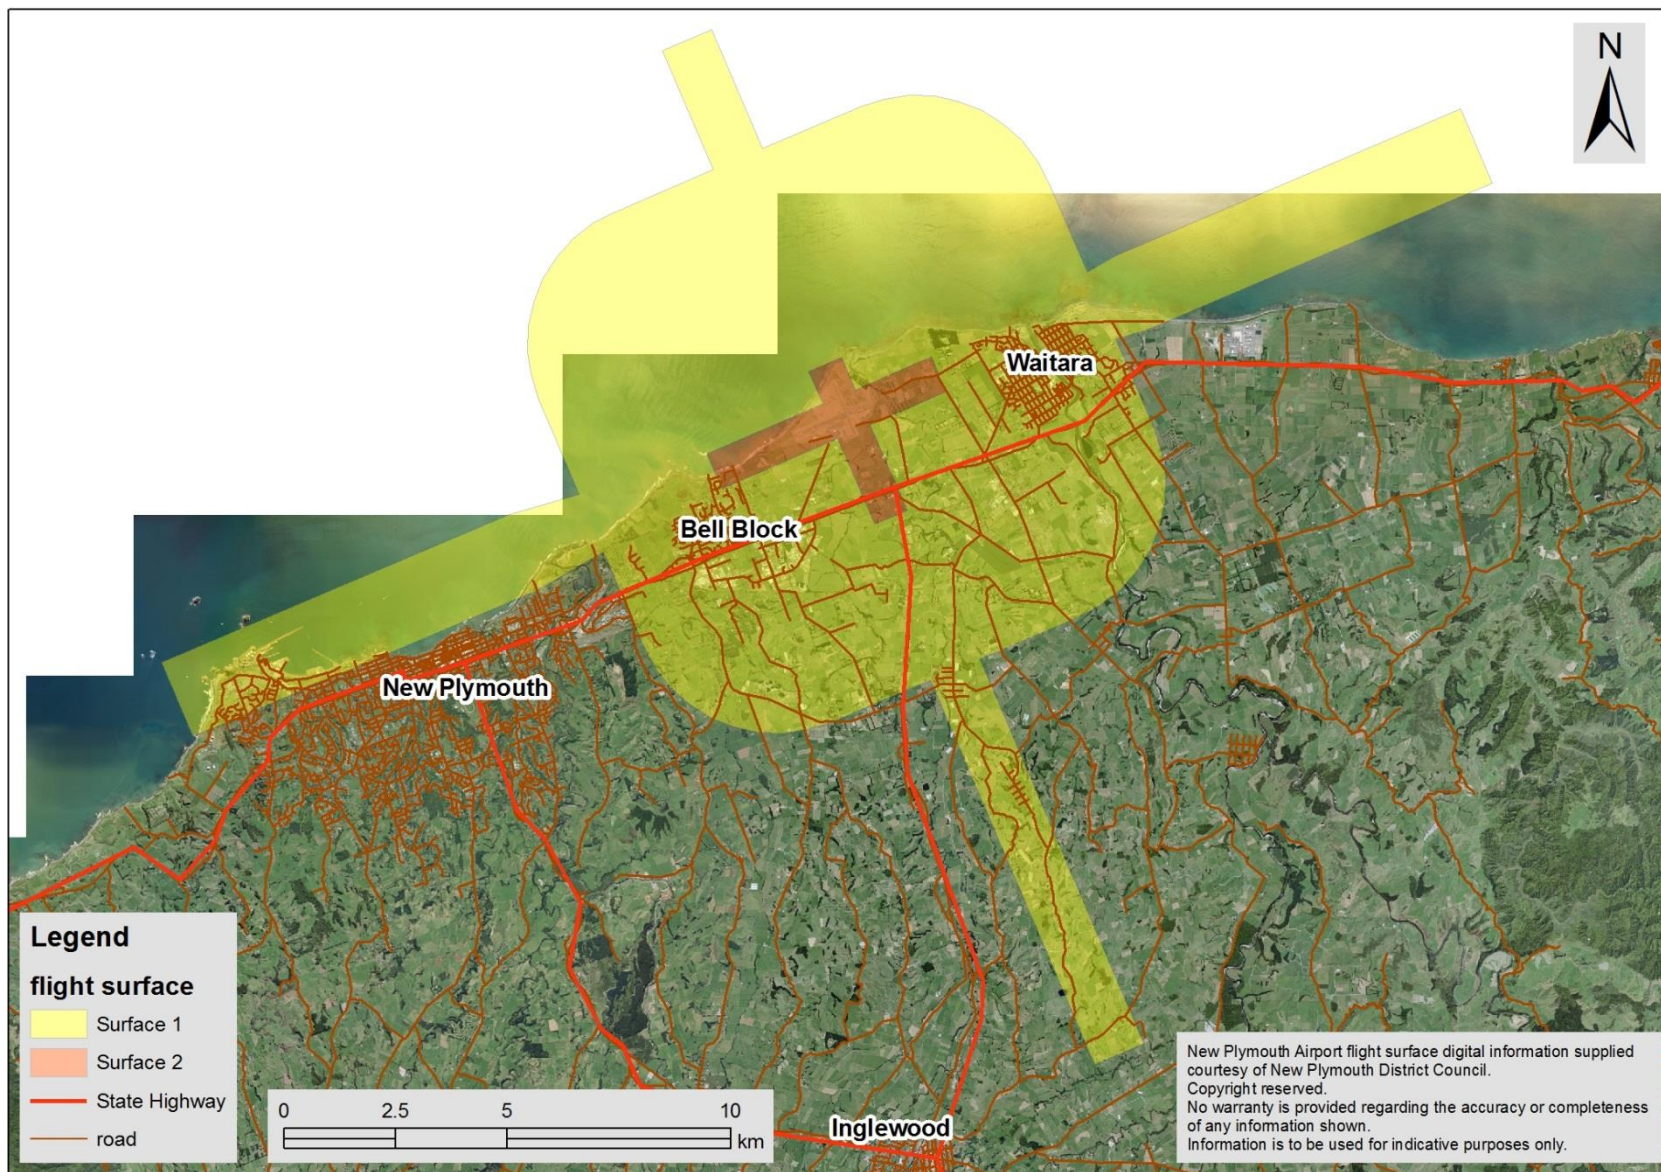 N
Waitara
Bell Block
New Plymouth
Legend
flight surface
Surface 1
Surface 2
State Highway
road
0 2.5 5 10
km
Inglewood
New Plymouth Airport flight surface digital information supplied
courtesy of New Plymouth District Council.
Copyright reserved.
No warranty is provided regarding the accuracy or completeness
of any information shown.
Information is to be used for indicative purposes only.